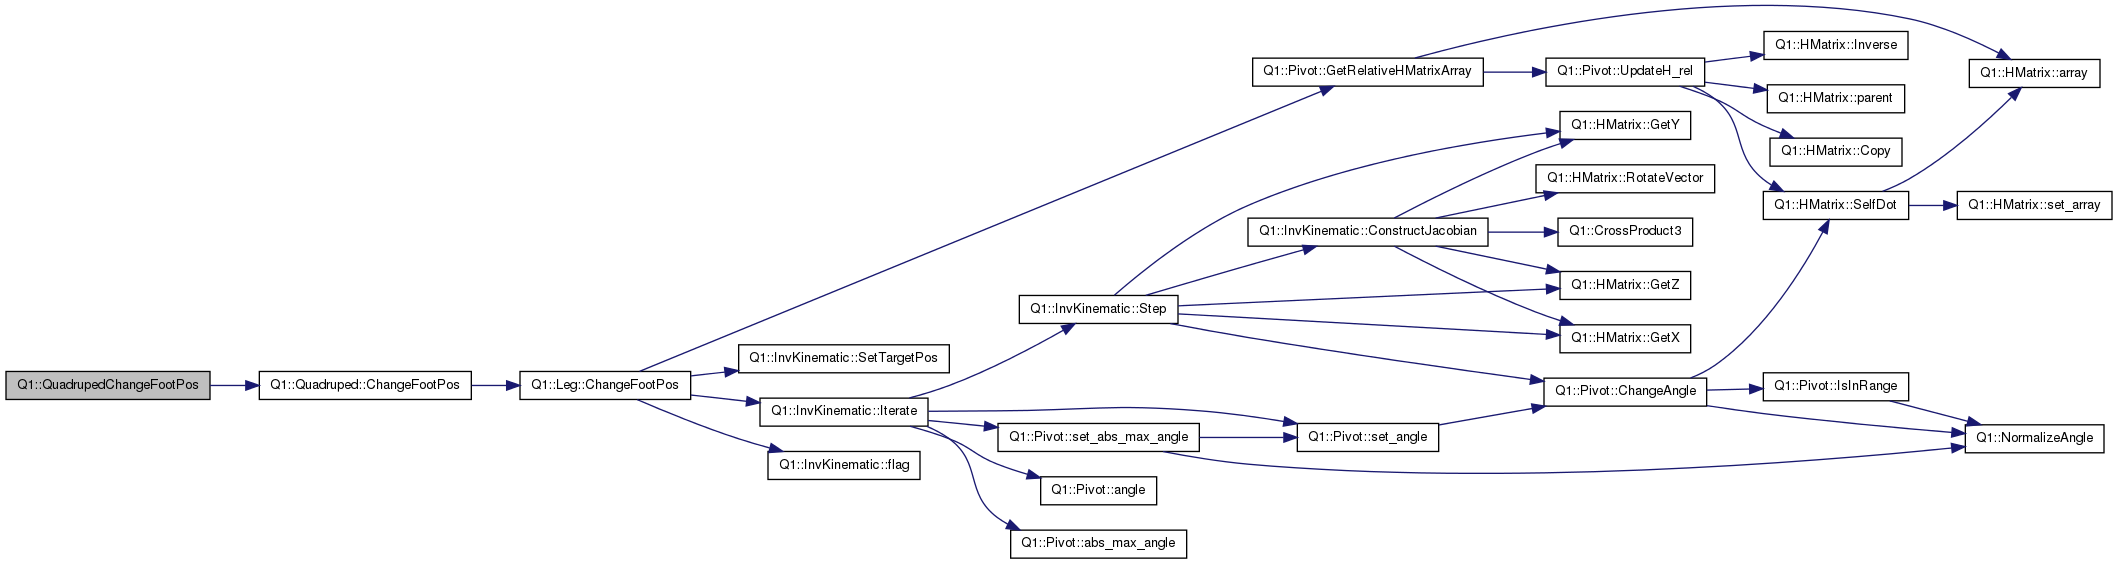 Q1::QuadrupedChangeFootPos
Q1::Quadruped::ChangeFootPos
Q1::Leg::ChangeFootPos
Q1::Pivot::GetRelativeHMatrixArray
Q1::InvKinematic::SetTargetPos
Q1::InvKinematic::Iterate
Q1::InvKinematic::flag
Q1::InvKinematic::Step
Q1::Pivot::set_abs_max_angle
Q1::Pivot::angle
Q1::Pivot::abs_max_angle
Q1::InvKinematic::ConstructJacobian
Q1::Pivot::set_angle
Q1::Pivot::UpdateH_rel
Q1::HMatrix::GetY
Q1::HMatrix::RotateVector
Q1::CrossProduct3
Q1::HMatrix::GetZ
Q1::HMatrix::GetX
Q1::Pivot::ChangeAngle
Q1::HMatrix::Inverse
Q1::HMatrix::parent
Q1::HMatrix::Copy
Q1::HMatrix::SelfDot
Q1::Pivot::IsInRange
Q1::HMatrix::array
Q1::HMatrix::set_array
Q1::NormalizeAngle